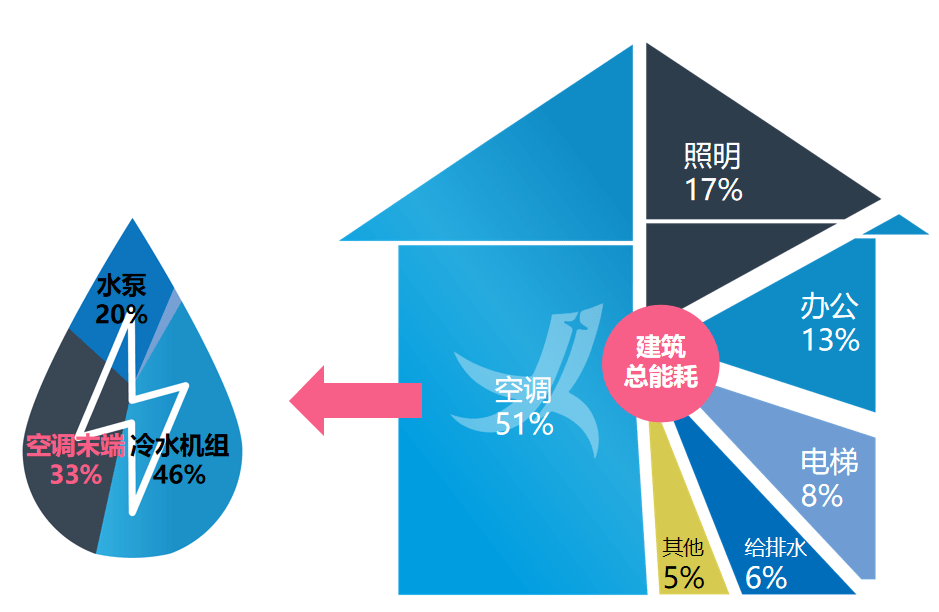 照明
17%
办公
13%
建筑
总能耗
空调
51%
电梯
8%
其他
5%
给排水
6%
水泵
20%
空调末端
33%
冷水机组
46%